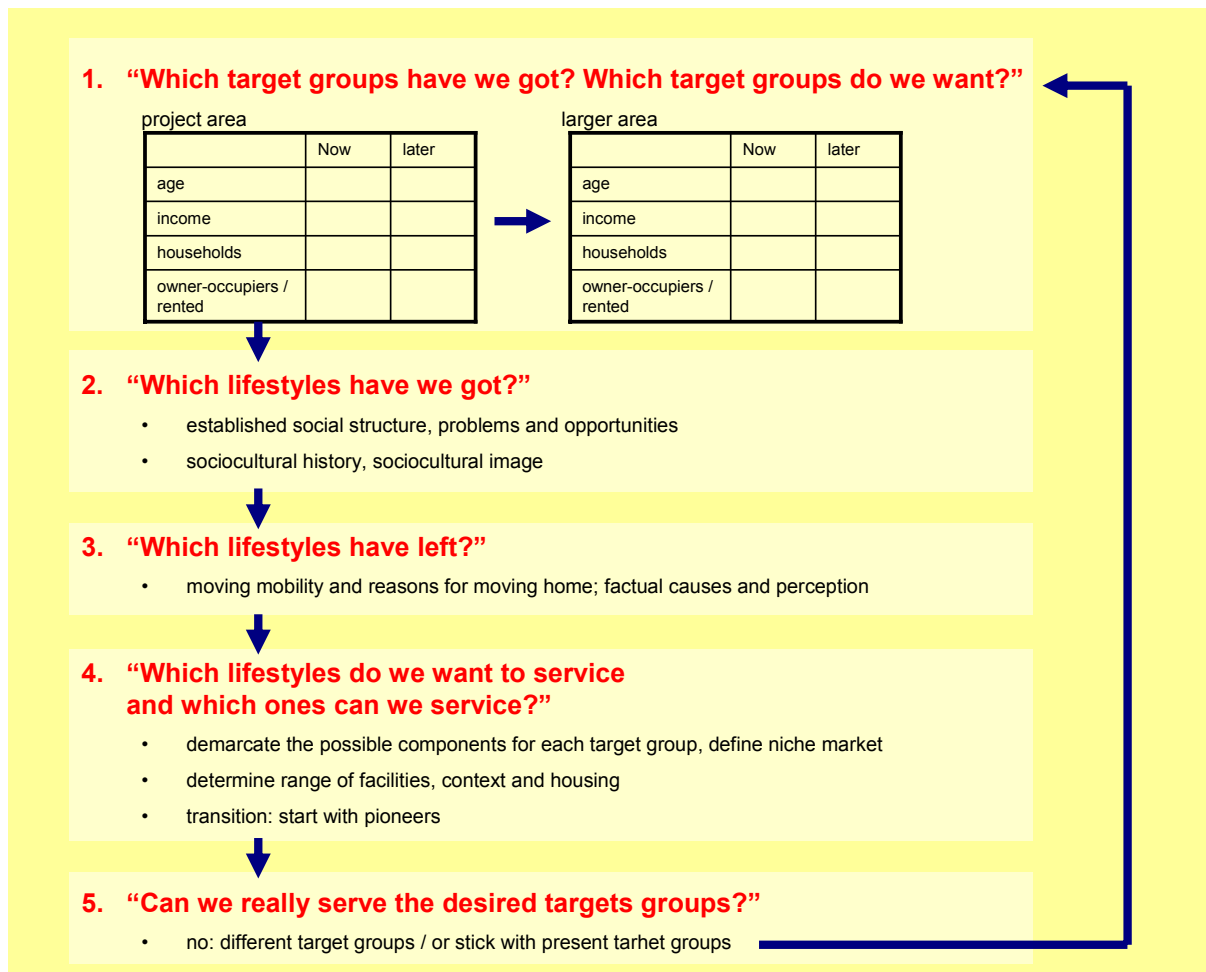 1. “Which target groups have we got? Which target groups do we want?”
project area
larger area
Now later
age
income
households
owner-occupiers /
rented
Now later
age
income
households
owner-occupiers /
rented
2. “Which lifestyles have we got?”
• established social structure, problems and opportunities
• sociocultural history, sociocultural image
3. “Which lifestyles have left?”
• moving mobility and reasons for moving home; factual causes and perception
4. “Which lifestyles do we want to service
and which ones can we service?”
• demarcate the possible components for each target group, define niche market
• determine range of facilities, context and housing
• transition: start with pioneers
5. “Can we really serve the desired targets groups?”
• no: different target groups / or stick with present tarhet groups